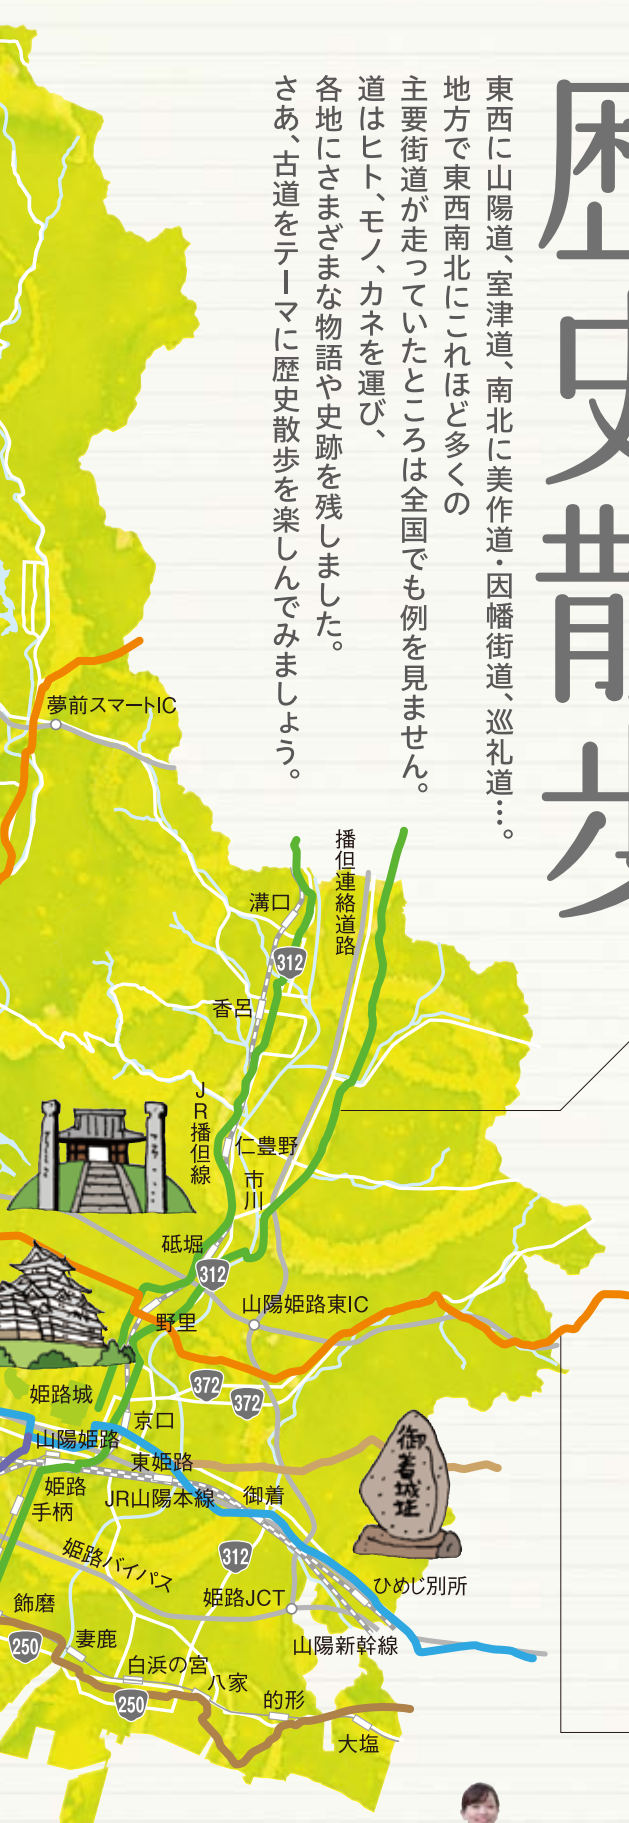 歴史散歩
東西に山陽道、室津道、南北に美作道・因幡街道、巡礼道…。
地方で東西南北にこれほど多くの
主要街道が走っていたところは全国でも例を見ません。
道はヒト、モノ、カネを運び、
各地にさまざまな物語や史跡を残しました。
さあ、古道をテーマに歴史散歩を楽しんでみましょう。
夢前スマートIC
播但連絡道路
溝口
312
香呂
JR播但線
仁豊野
市川
砥堀
312
山陽姫路東IC
野里
372
372
姫路城
京口
山陽姫路
東姫路
御着城址
姫路
手柄
JR山陽本線
御着
312
姫路バイパス
ひめじ別所
姫路JCT
飾磨
250
妻鹿
山陽新幹線
白浜の宮
八家
250
的形
大塩